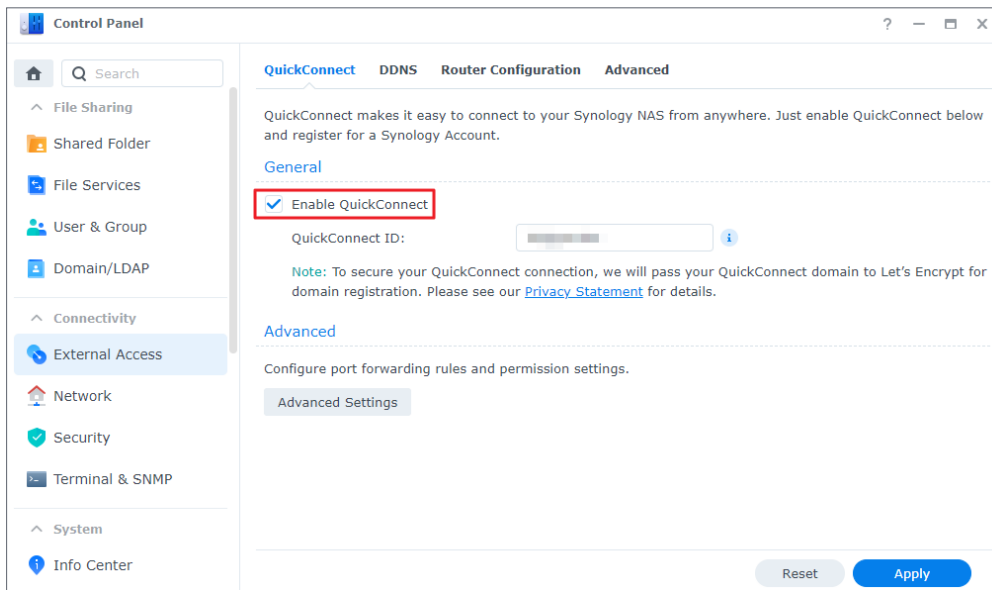 Control Panel
?
Search
File Sharing
Shared Folder
File Services
User & Group
Domain/LDAP
Connectivity
External Access
Network
Security
Terminal & SNMP
System
Info Center
QuickConnect DDNS Router Configuration Advanced
QuickConnect makes it easy to connect to your Synology NAS from anywhere. Just enable QuickConnect below
and register for a Synology Account.
General
Enable QuickConnect
QuickConnect ID:
i
Note: To secure your QuickConnect connection, we will pass your QuickConnect domain to Let's Encrypt for
domain registration. Please see our Privacy Statement for details.
Advanced
Configure port forwarding rules and permission settings.
Advanced Settings
Reset Apply